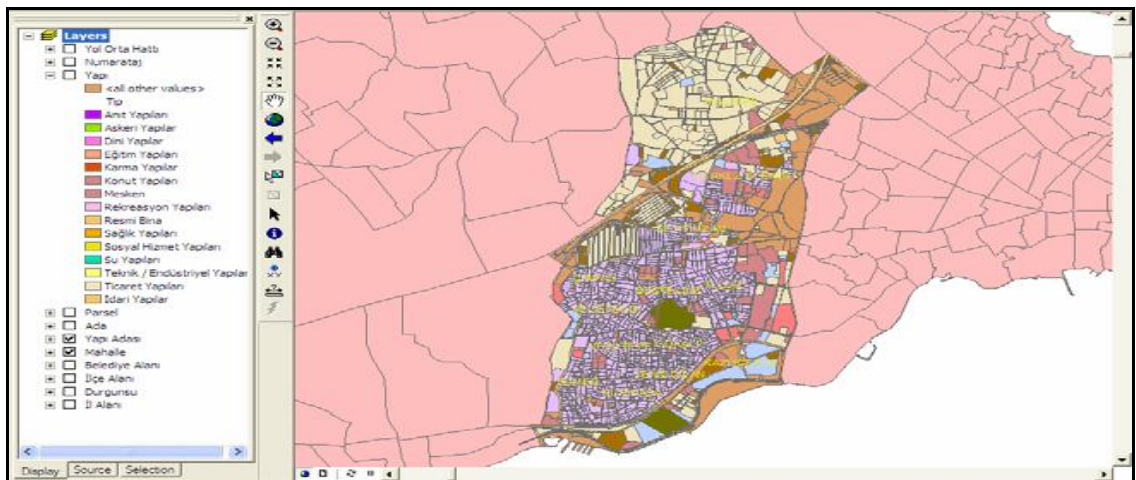 Layers
Yol Orta Hattı
Numarataj
Yapı
<all other values>
Tip
Anıt Yapıları
Askeri Yapılar
Dini Yapılar
Eğitim Yapıları
Karma Yapılar
Konut Yapıları
Mesken
Rekreasyon Yapıları
Resmi Bina
Sağlık Yapıları
Sosyal Hizmet Yapıları
Su Yapıları
Teknik / Endüstriyel Yapılar
Ticaret Yapıları
İdari Yapılar
Parsel
Ada
Yapı Adası
Mahalle
Belediye Alanı
İlçe Alanı
Durgunsu
İl Alanı
Display Source Selection